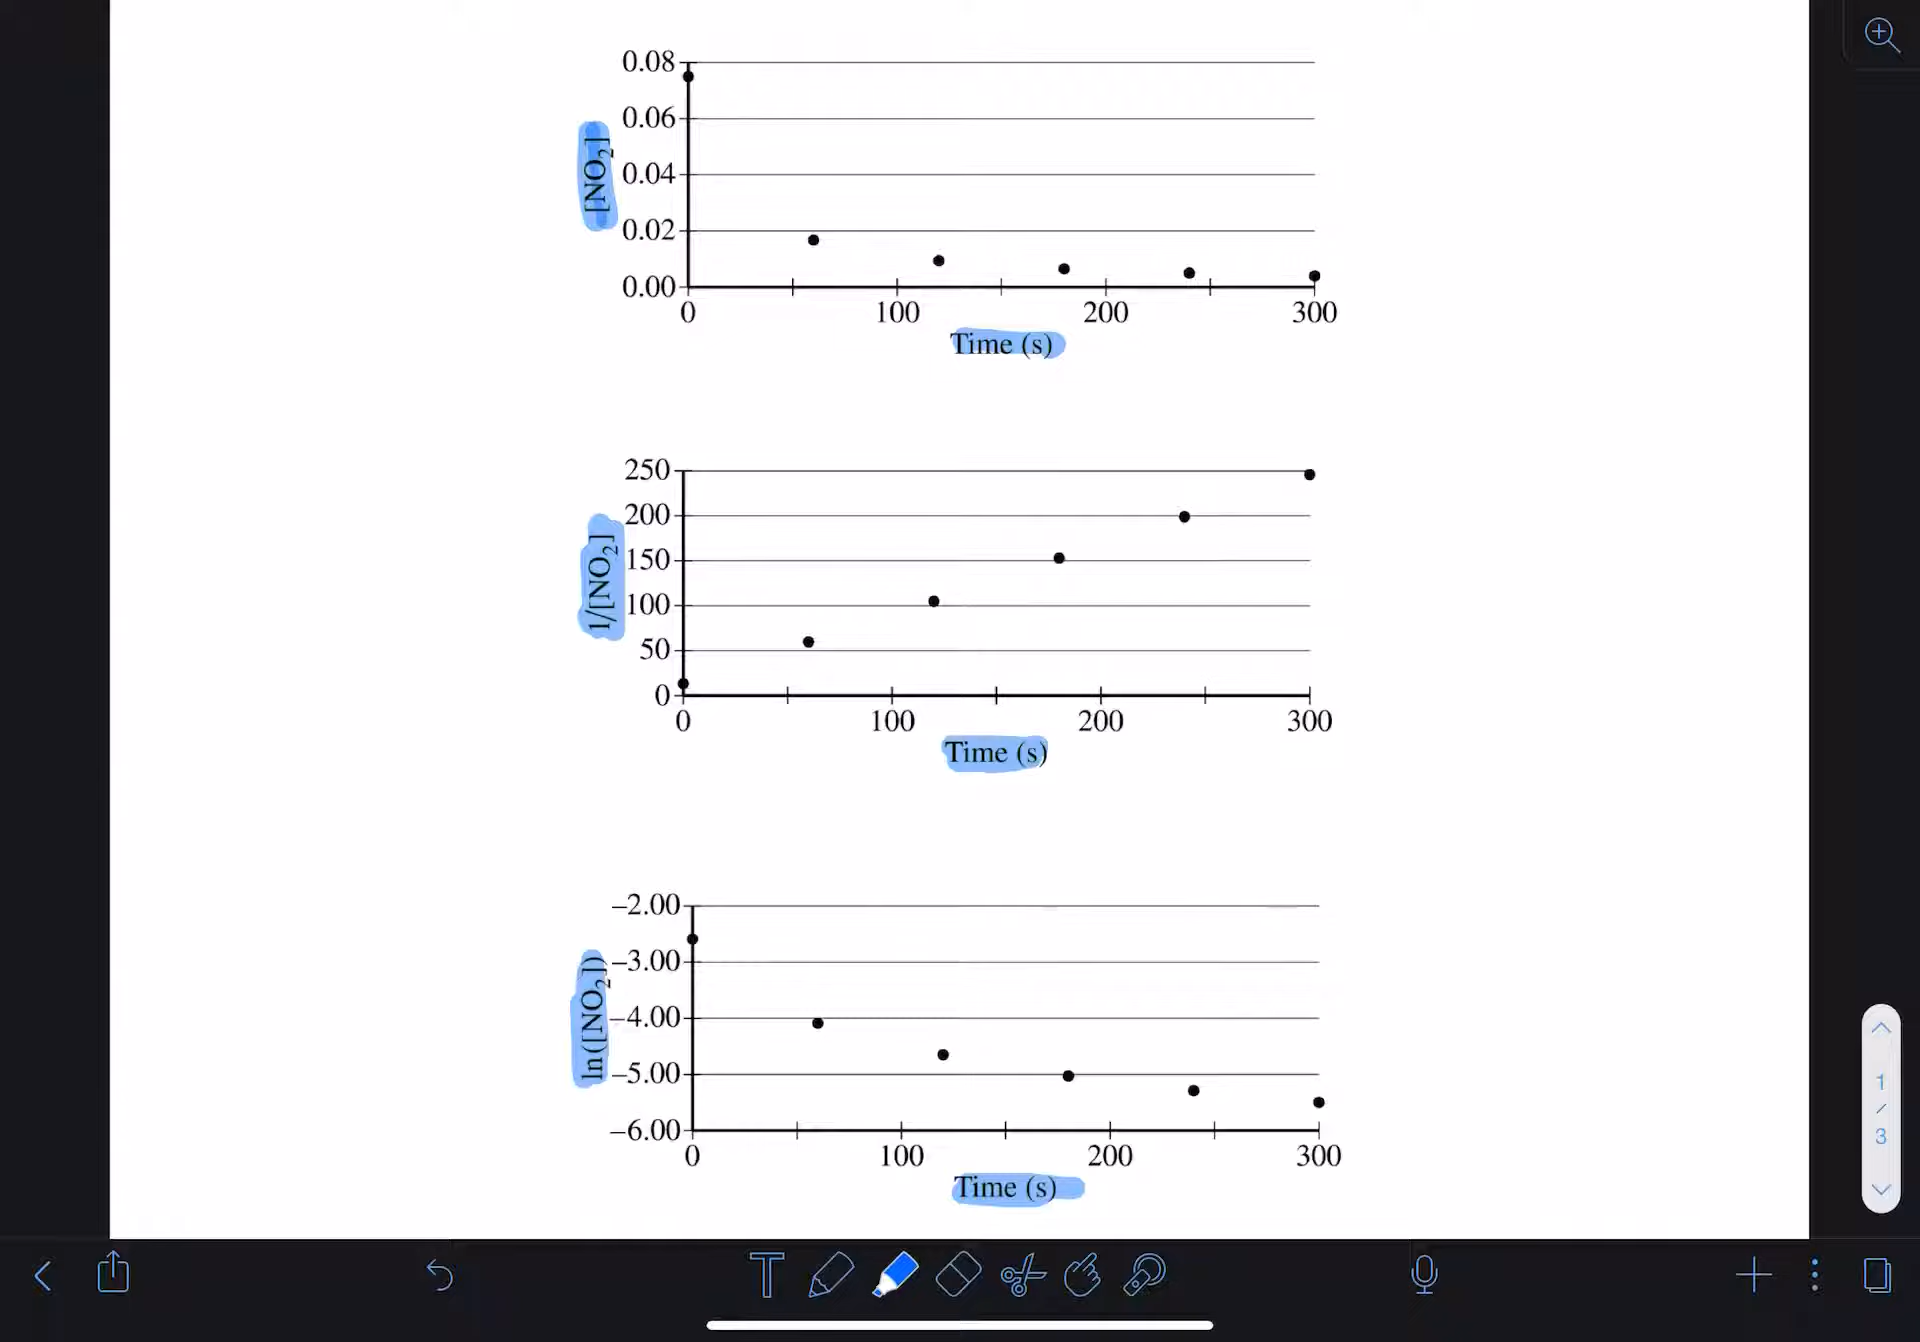 0.08
0.06
0.04
0.02
0.00
[NO₂]
0 100 200 300
Time (s)
250
200
150
100
50
0
1/[NO₂]
0 100 200 300
Time (s)
–2.00
–3.00
–4.00
–5.00
–6.00
ln([NO₂])
0 100 200 300
Time (s)
1
/
3
T